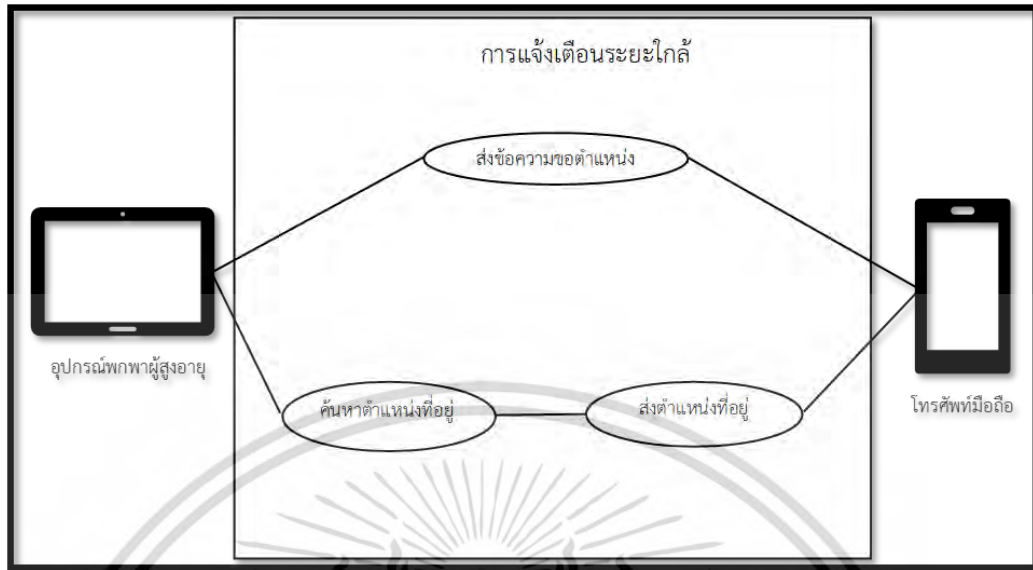 การแจ้งเตือนระยะใกล้
ส่งข้อความขอตำแหน่ง
อุปกรณ์พกพาผู้สูงอายุ
ค้นหาตำแหน่งที่อยู่
ส่งตำแหน่งที่อยู่
โทรศัพท์มือถือ